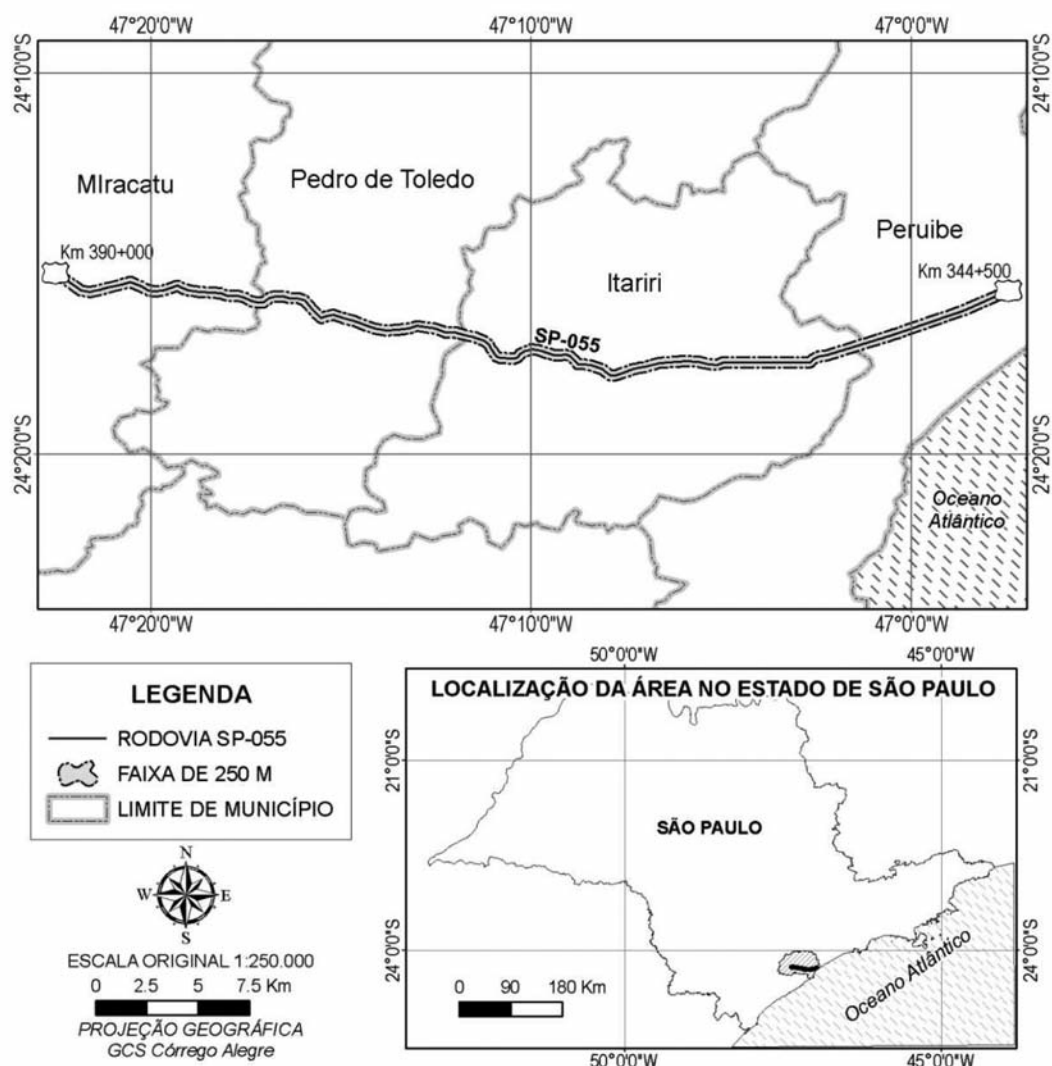 47°20'0"W 47°10'0"W 47°0'0"W
24°10'0"S 24°10'0"S
MIracatu
Pedro de Toledo
Peruibe
Km 390+000
Km 344+500
Itariri
SP-055
24°20'0"S 24°20'0"S
Oceano
Atlântico
47°20'0"W 47°10'0"W 47°0'0"W
LEGENDA
RODOVIA SP-055
FAIXA DE 250 M
LIMITE DE MUNICÍPIO
N
W E
S
ESCALA ORIGINAL 1:250.000
0 2.5 5 7.5 Km
PROJEÇÃO GEOGRÁFICA
GCS Córrego Alegre
50°0'0"W 45°0'0"W
LOCALIZAÇÃO DA ÁREA NO ESTADO DE SÃO PAULO
21°0'0"S 21°0'0"S
SÃO PAULO
24°0'0"S 24°0'0"S
Oceano Atlântico
0 90 180 Km
50°0'0"W 45°0'0"W